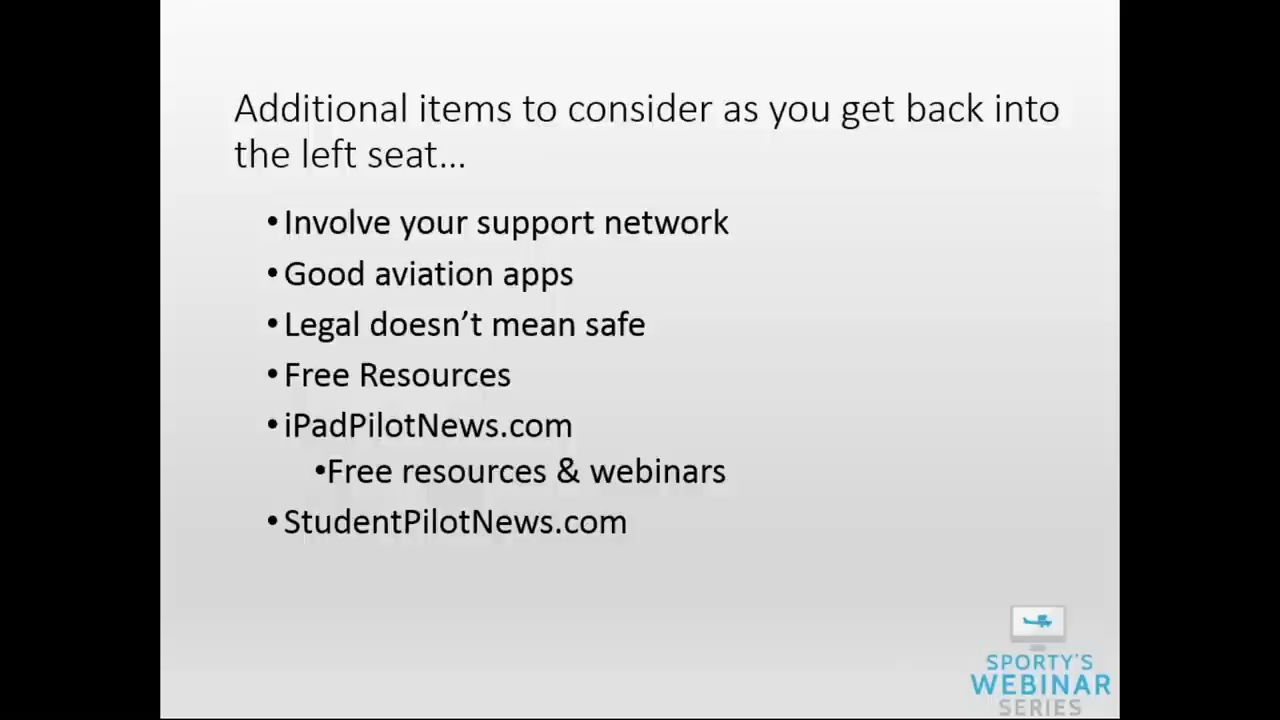 Additional items to consider as you get back into
the left seat...
•Involve your support network
•Good aviation apps
•Legal doesn't mean safe
•Free Resources
•iPadPilotNews.com
•Free resources & webinars
•StudentPilotNews.com
SPORTY'S
WEBINAR
SERIES